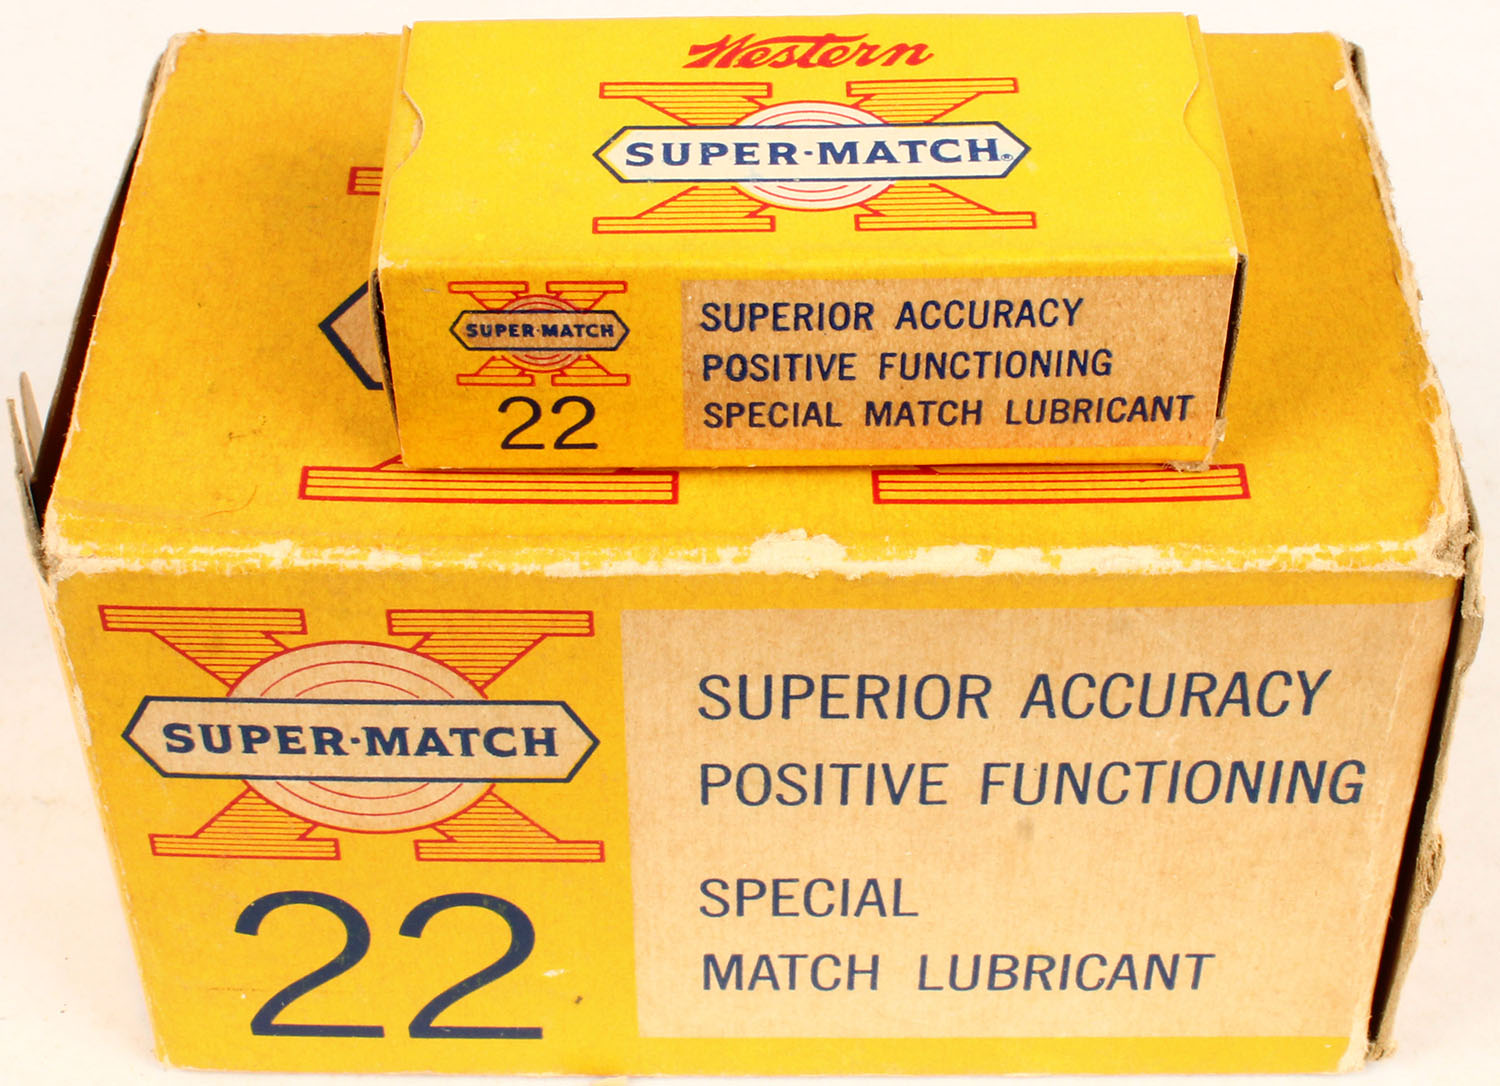 Western
SUPER·MATCH®
SUPER·MATCH
22
SUPERIOR ACCURACY
POSITIVE FUNCTIONING
SPECIAL MATCH LUBRICANT
SUPER·MATCH
22
SUPERIOR ACCURACY
POSITIVE FUNCTIONING
SPECIAL
MATCH LUBRICANT